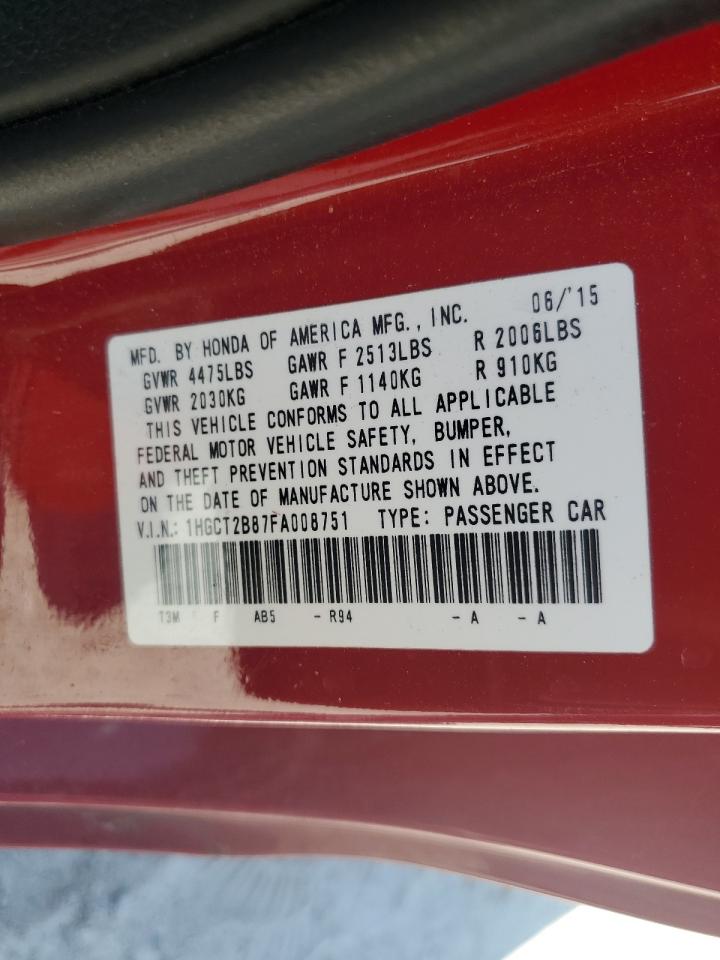 MFD. BY HONDA OF AMERICA MFG., INC. 06/'15
GVWR 4475LBS GAWR F 2513LBS R 2006LBS
GVWR 2030KG GAWR F 1140KG R 910KG
THIS VEHICLE CONFORMS TO ALL APPLICABLE
FEDERAL MOTOR VEHICLE SAFETY, BUMPER,
AND THEFT PREVENTION STANDARDS IN EFFECT
ON THE DATE OF MANUFACTURE SHOWN ABOVE.
V.I.N.: 1HGCT2B87FA008751 TYPE: PASSENGER CAR
T3M F AB5 - R94 - A - A